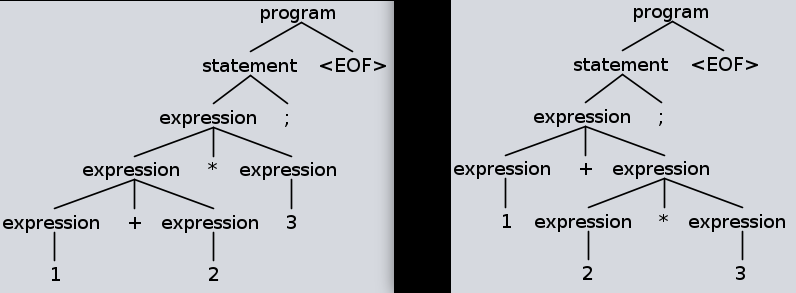 program
statement <EOF>
expression ;
expression * expression
expression + expression 3
1 2
program
statement <EOF>
expression ;
expression + expression
1 expression * expression
2 3